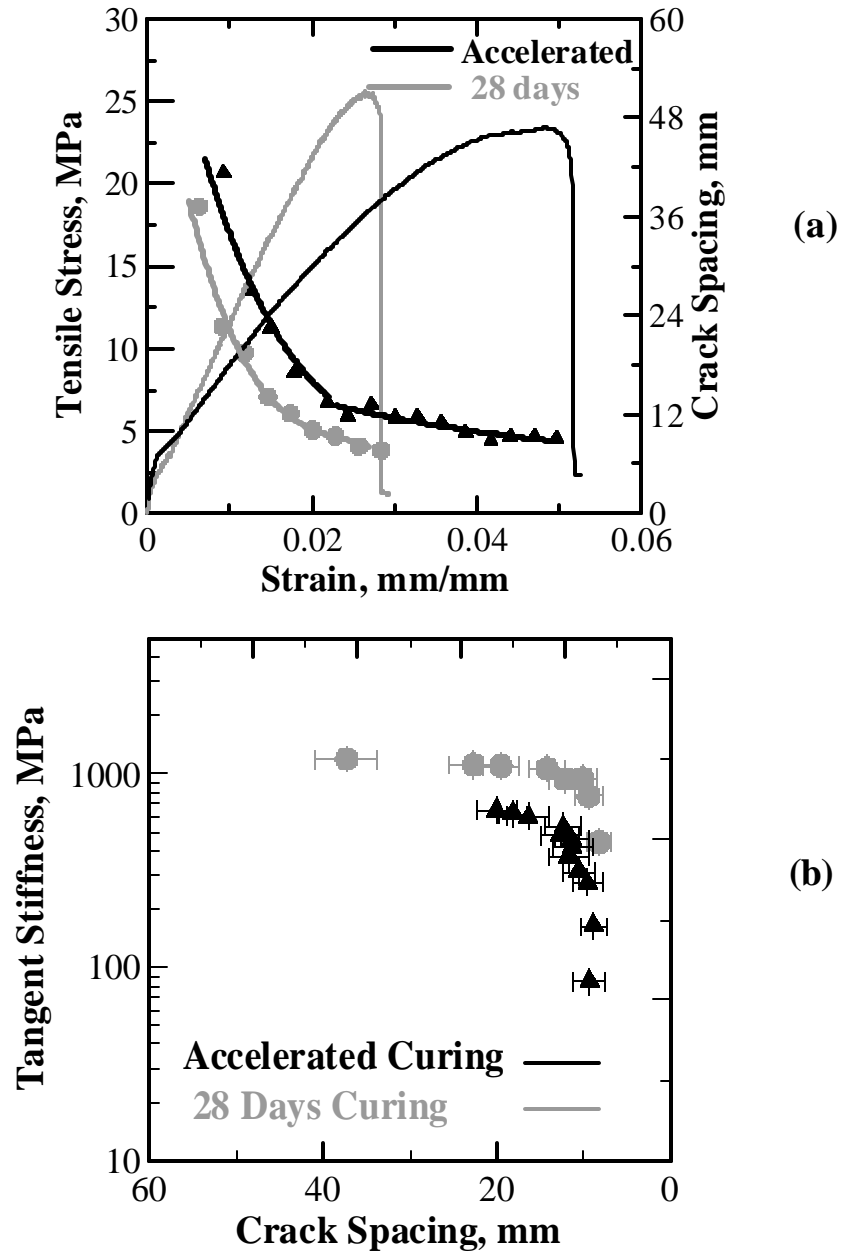 30
25
20
15
10
5
0
Tensile Stress, MPa
Accelerated
28 days
60
48
36
24
12
0
Crack Spacing, mm
(a)
0
0.02
0.04
0.06
Strain, mm/mm
1000
100
10
Tangent Stiffness, MPa
Accelerated Curing
28 Days Curing
(b)
60
40
20
0
Crack Spacing, mm